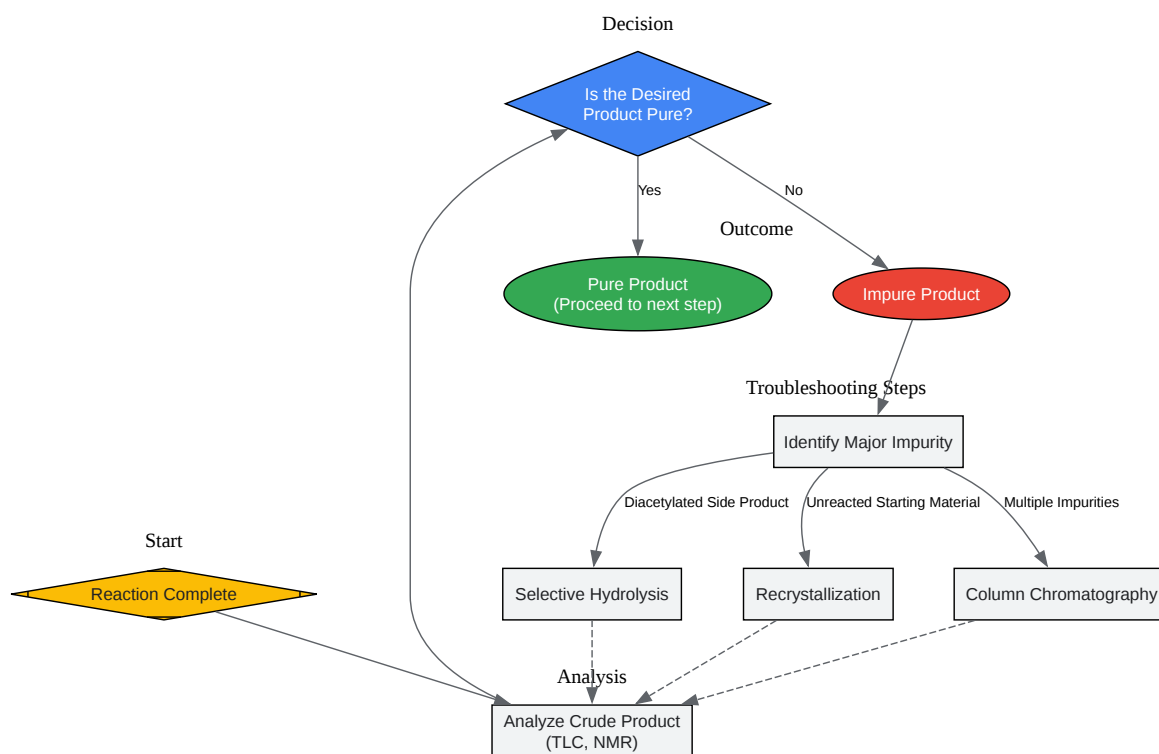 Decision
Is the Desired
Product Pure?
Yes
No
Outcome
Pure Product
(Proceed to next step)
Impure Product
Troubleshooting Steps
Identify Major Impurity
Diacetylated Side Product
Unreacted Starting Material
Multiple Impurities
Start
Reaction Complete
Selective Hydrolysis
Recrystallization
Column Chromatography
Analysis
Analyze Crude Product
(TLC, NMR)